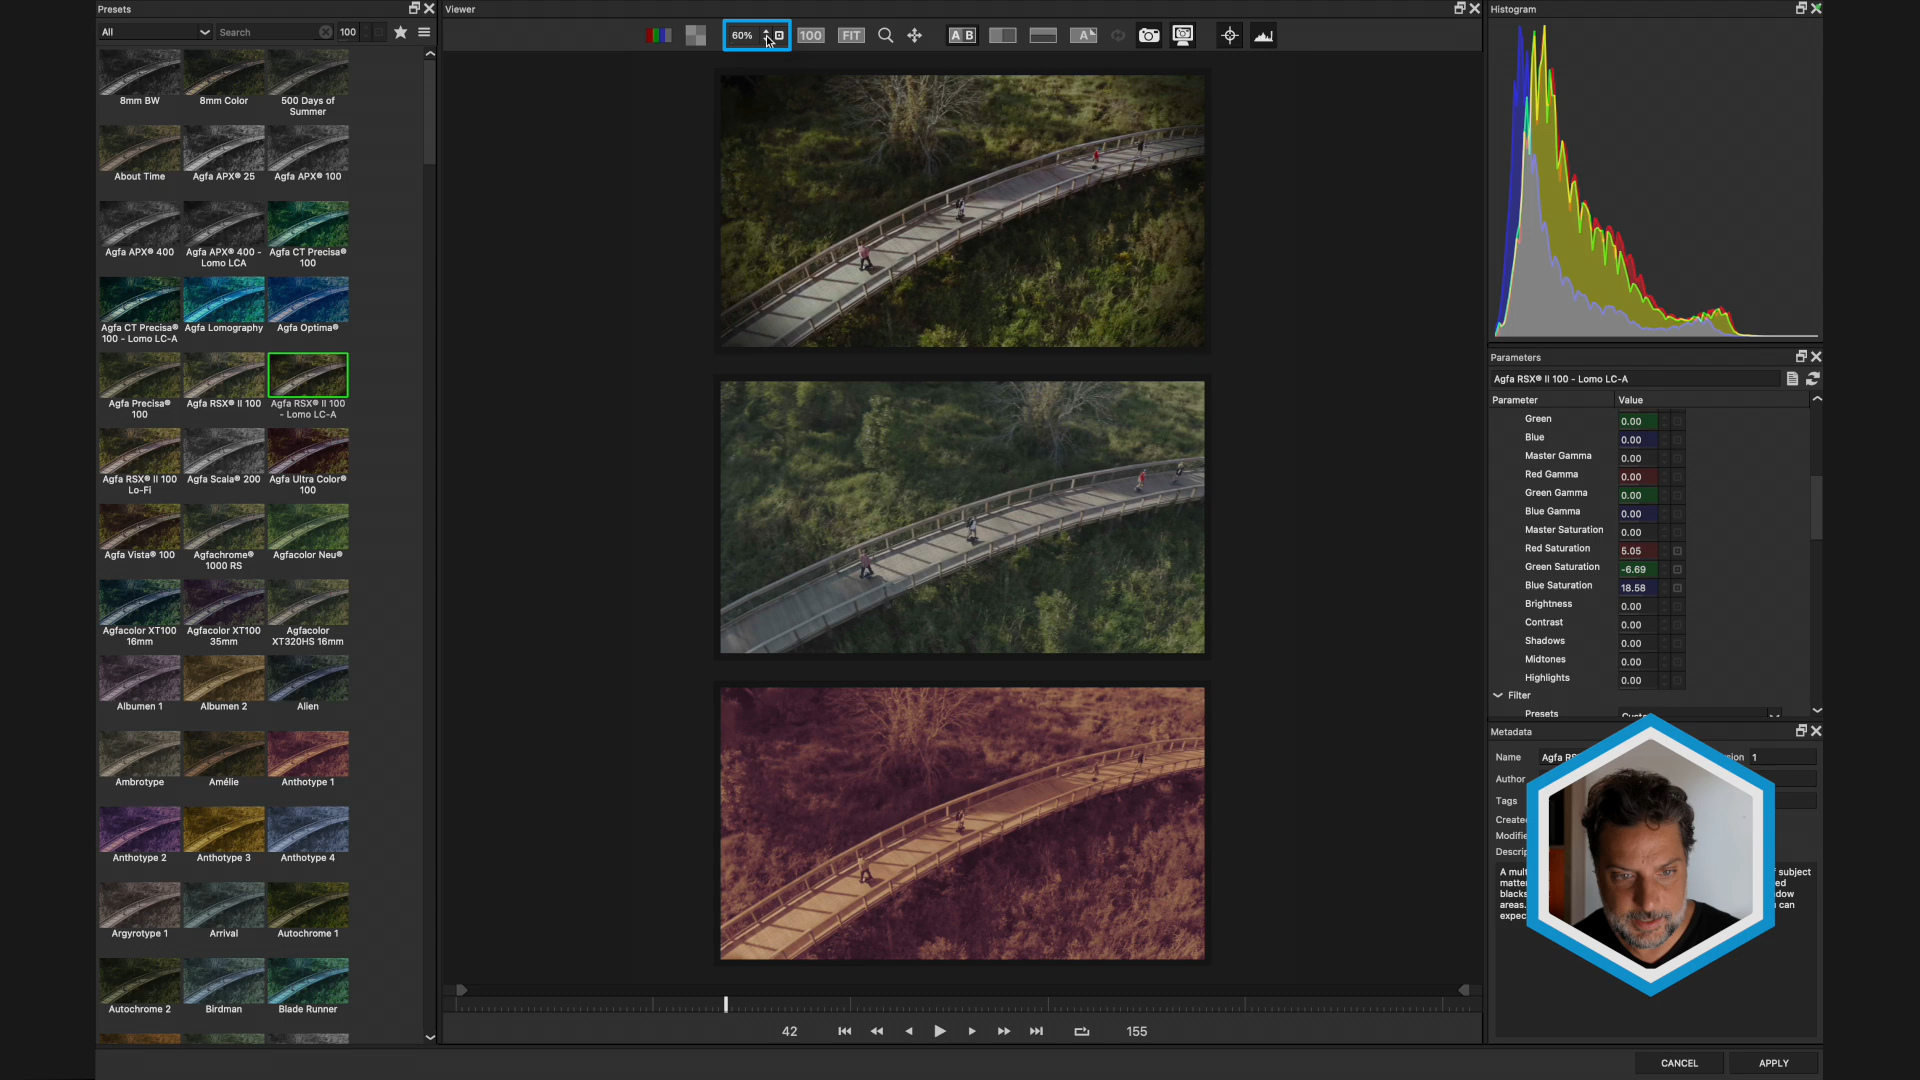 Presets
Viewer
Histogram
All
Search
100
60%
100
FIT
A B
A
8mm BW
8mm Color
500 Days of
Summer
About Time
Agfa APX® 25
Agfa APX® 100
Agfa APX® 400
Agfa APX® 400 -
Lomo LCA
Agfa CT Precisa®
100
Agfa CT Precisa®
100 - Lomo LC-A
Agfa Lomography
Agfa Optima®
Agfa Precisa®
100
Agfa RSX® II 100
Agfa RSX® II 100
- Lomo LC-A
Agfa RSX® II 100
Lo-Fi
Agfa Scala® 200
Agfa Ultra Color®
100
Agfa Vista® 100
Agfachrome®
1000 RS
Agfacolor Neu®
Agfacolor XT100
16mm
Agfacolor XT100
35mm
Agfacolor
XT320HS 16mm
Albumen 1
Albumen 2
Alien
Ambrotype
Amélie
Anthotype 1
Anthotype 2
Anthotype 3
Anthotype 4
Argyrotype 1
Arrival
Autochrome 1
Autochrome 2
Birdman
Blade Runner
42
155
Parameters
Agfa RSX® II 100 - Lomo LC-A
Parameter
Value
Green
0.00
Blue
0.00
Master Gamma
0.00
Red Gamma
0.00
Green Gamma
0.00
Blue Gamma
0.00
Master Saturation
0.00
Red Saturation
5.05
Green Saturation
-6.69
Blue Saturation
18.58
Brightness
0.00
Contrast
0.00
Shadows
0.00
Midtones
0.00
Highlights
0.00
Filter
Presets
Metadata
Name
Agfa
1
Author
Tags
subject
matte
blacks
areas.
can
expec
CANCEL
APPLY